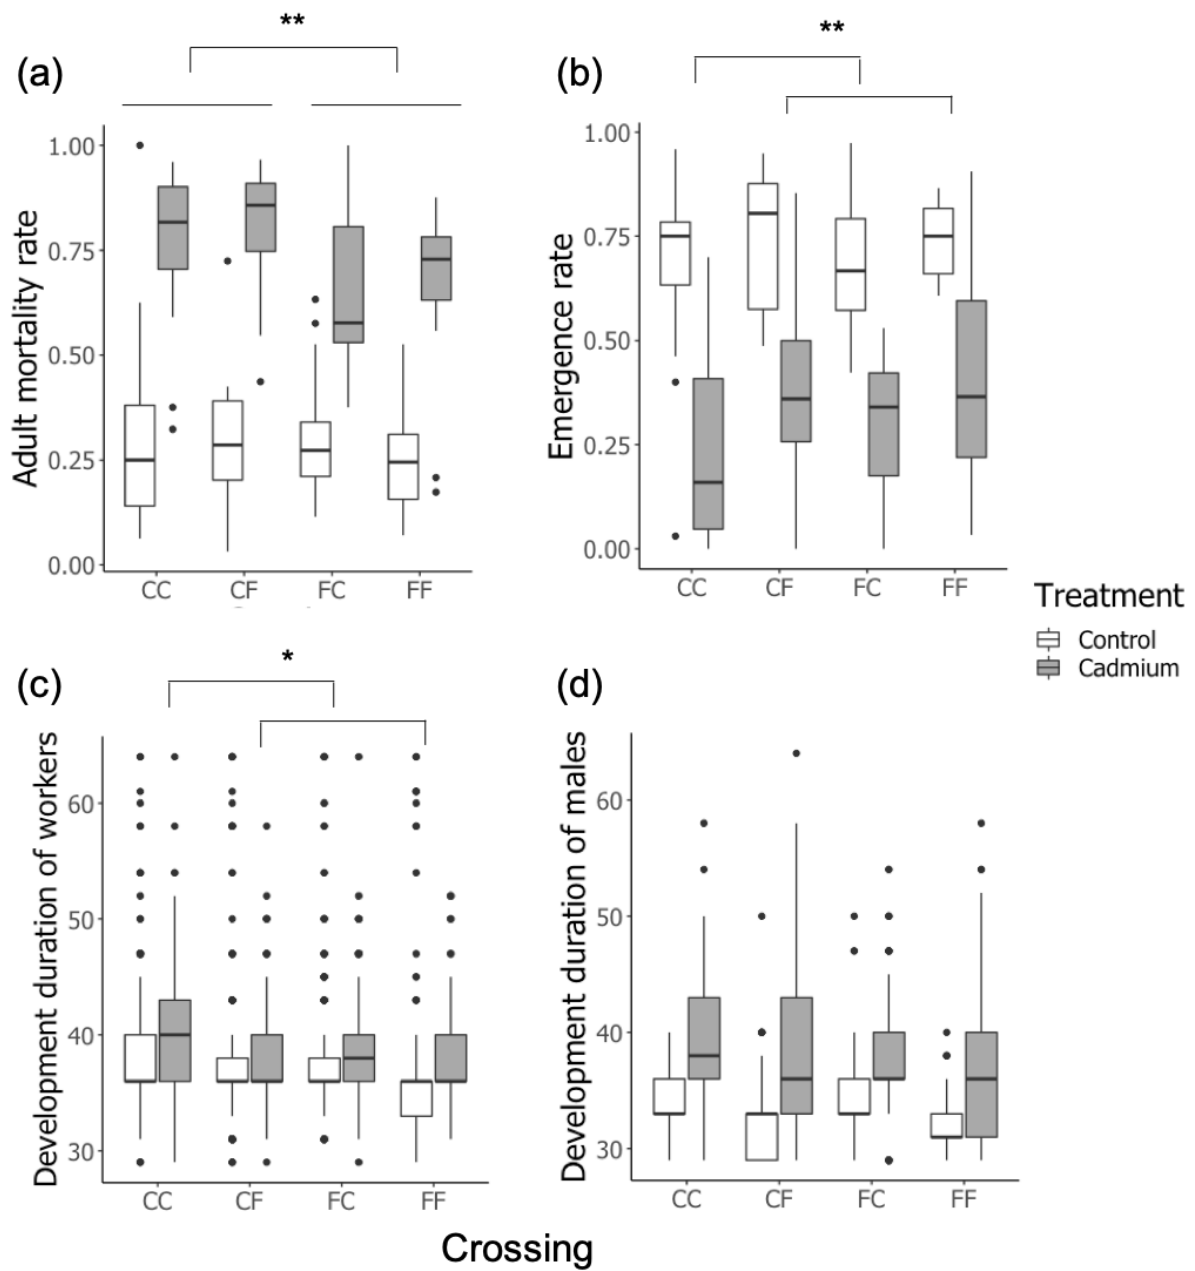 **
(a)
Adult mortality rate
1.00
0.75
0.50
0.25
0.00
CC CF FC FF
**
(b)
Emergence rate
1.00
0.75
0.50
0.25
0.00
CC CF FC FF
Treatment
Control
Cadmium
*
(c)
Development duration of workers
60
50
40
30
CC CF FC FF
(d)
Development duration of males
60
50
40
30
CC CF FC FF
Crossing